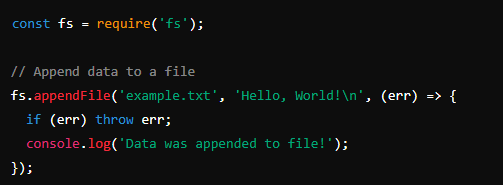 const fs = require('fs');

// Append data to a file
fs.appendFile('example.txt', 'Hello, World!\n', (err) => {
  if (err) throw err;
  console.log('Data was appended to file!');
});